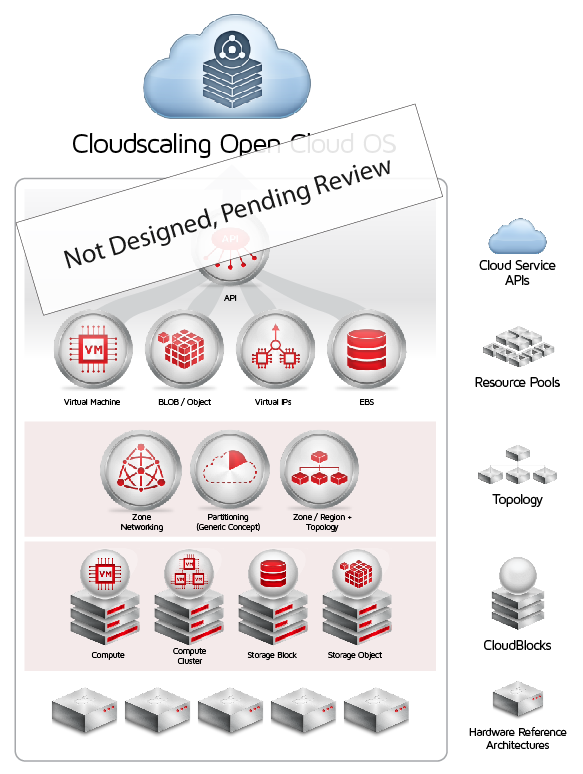 Cloudscaling Open Cloud OS
Not Designed, Pending Review
API
API
Cloud Service
APIs
VM
Virtual Machine
BLOB / Object
Virtual IPs
EBS
Resource Pools
Zone
Networking
Partitioning
(Generic Concept)
Zone / Region +
Topology
Topology
VM
VM
VM
VM
Compute
Compute
Cluster
Storage Block
Storage Object
CloudBlocks
Hardware Reference
Architectures